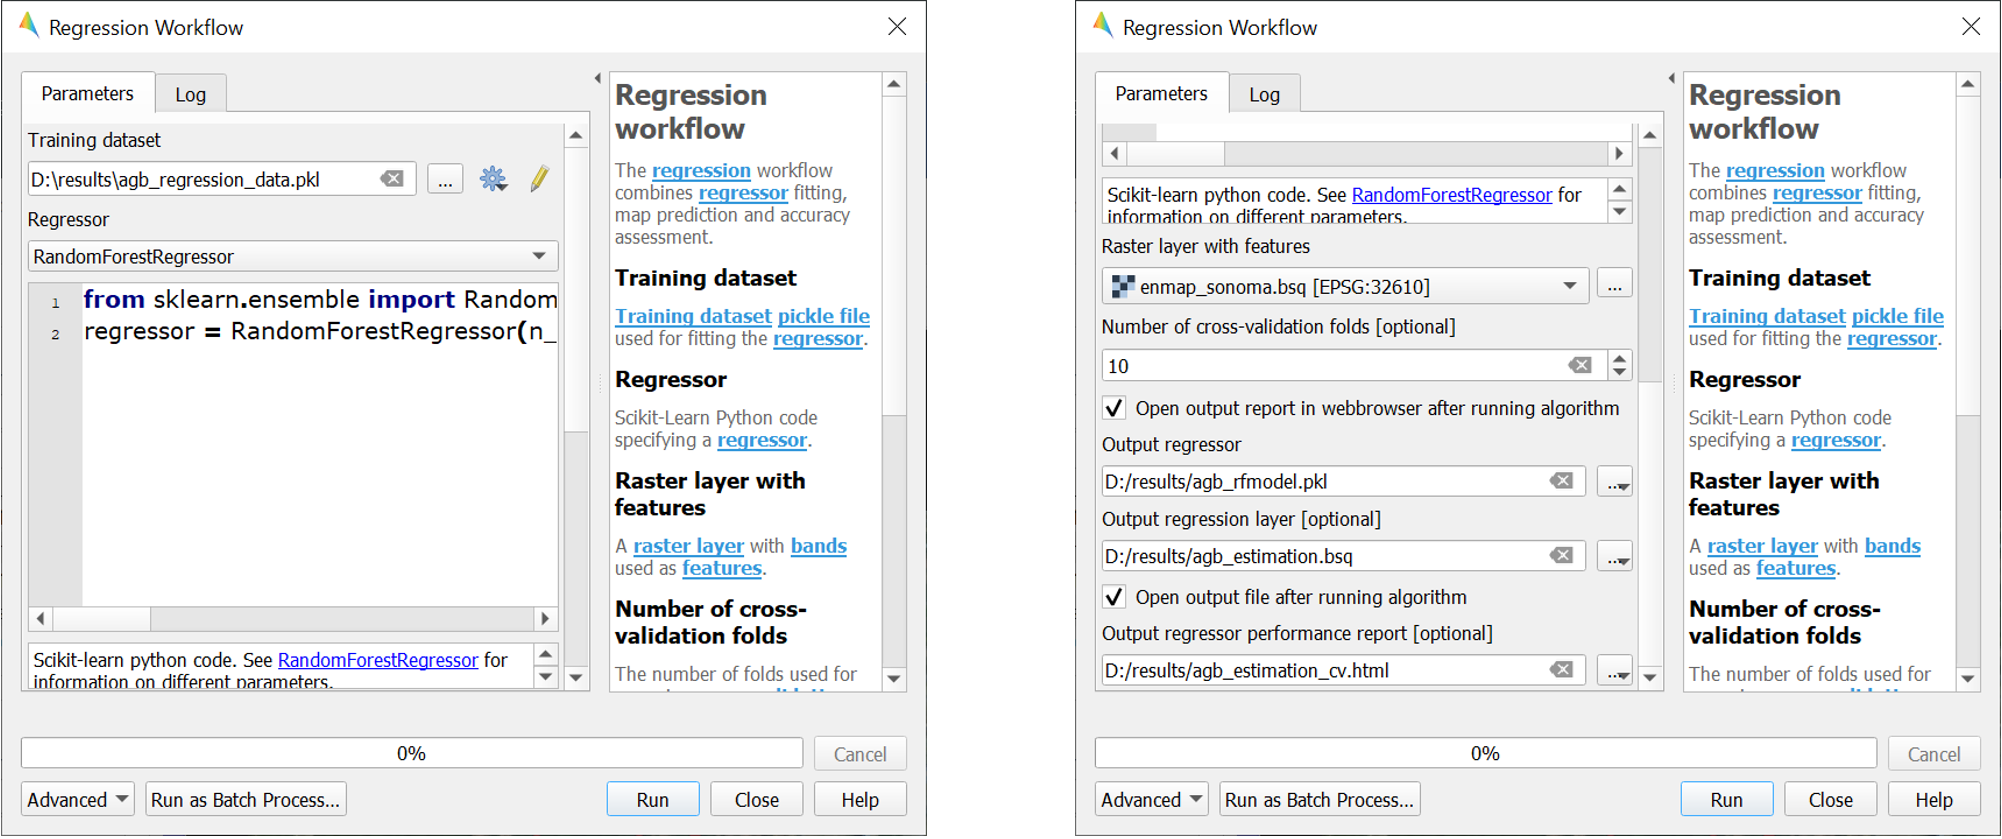 Regression Workflow
Parameters
Log
Training dataset
D:\results\agb_regression_data.pkl
...
Regressor
RandomForestRegressor
1 from sklearn.ensemble import Random
2 regressor = RandomForestRegressor(n_
Scikit-learn python code. See RandomForestRegressor for
information on different parameters.
Regression
workflow
The regression workflow
combines regressor fitting,
map prediction and accuracy
assessment.
Training dataset
Training dataset pickle file
used for fitting the regressor.
Regressor
Scikit-Learn Python code
specifying a regressor.
Raster layer with
features
A raster layer with bands
used as features.
Number of cross-
validation folds
The number of folds used for
0%
Cancel
Advanced
Run as Batch Process...
Run
Close
Help
Regression Workflow
Parameters
Log
Scikit-learn python code. See RandomForestRegressor for
information on different parameters.
Raster layer with features
enmap_sonoma.bsq [EPSG:32610]
...
Number of cross-validation folds [optional]
10
Open output report in webbrowser after running algorithm
Output regressor
D:/results/agb_rfmodel.pkl
...
Output regression layer [optional]
D:/results/agb_estimation.bsq
...
Open output file after running algorithm
Output regressor performance report [optional]
D:/results/agb_estimation_cv.html
...
Regression
workflow
The regression workflow
combines regressor fitting,
map prediction and accuracy
assessment.
Training dataset
Training dataset pickle file
used for fitting the regressor.
Regressor
Scikit-Learn Python code
specifying a regressor.
Raster layer with
features
A raster layer with bands
used as features.
Number of cross-
validation folds
The number of folds used for
0%
Cancel
Advanced
Run as Batch Process...
Run
Close
Help